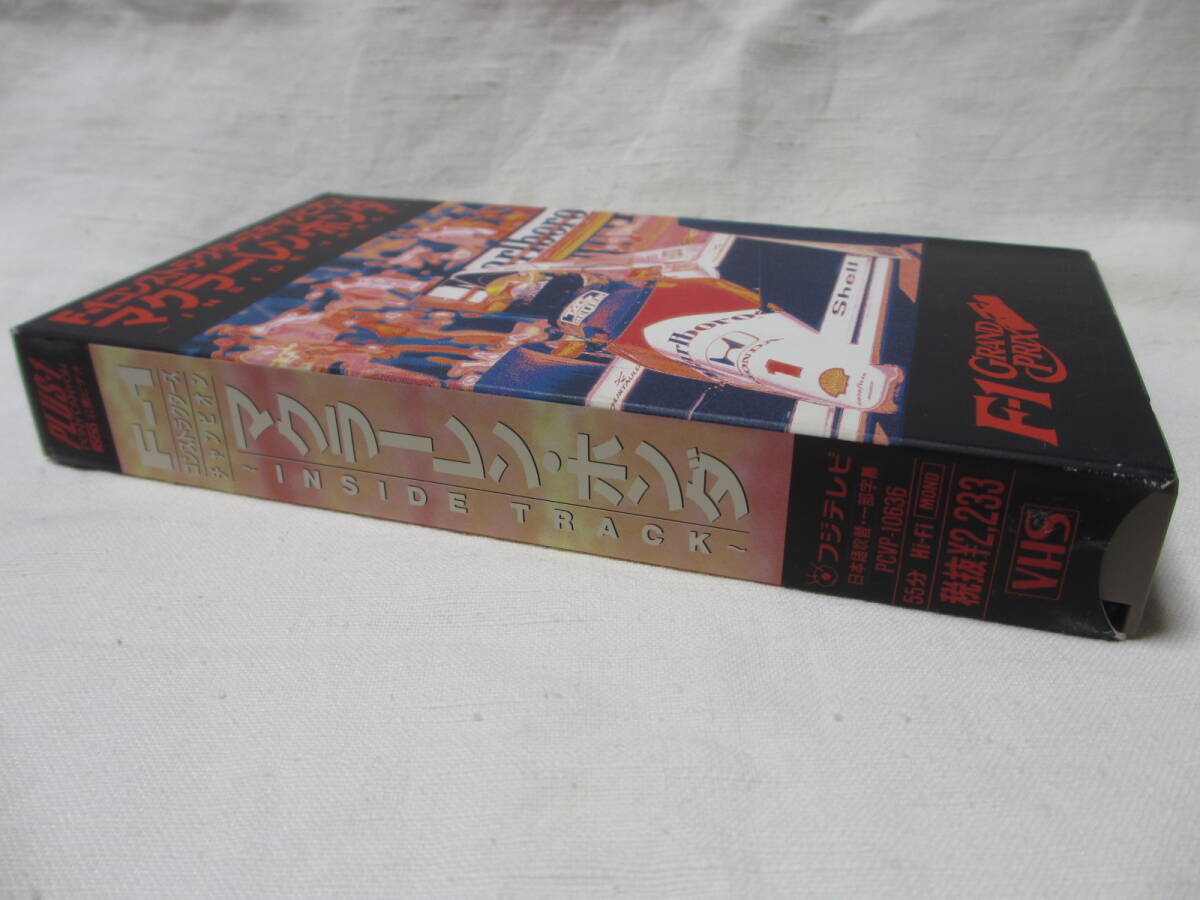 F-1コンストラクターズチャンピオン
マクラーレン・ホンダ
Marlboro
Shell
Marlboro
HONDA
1
F-1 GRAND PRIX
F-1
コンストラクターズ
チャンピオン
マクラーレン・ホンダ
~INSIDE TRACK~
フジテレビ
日本語吹替・一部字幕
PCVP-10636
55分 Hi-Fi MONO
税抜¥2,233
VHS